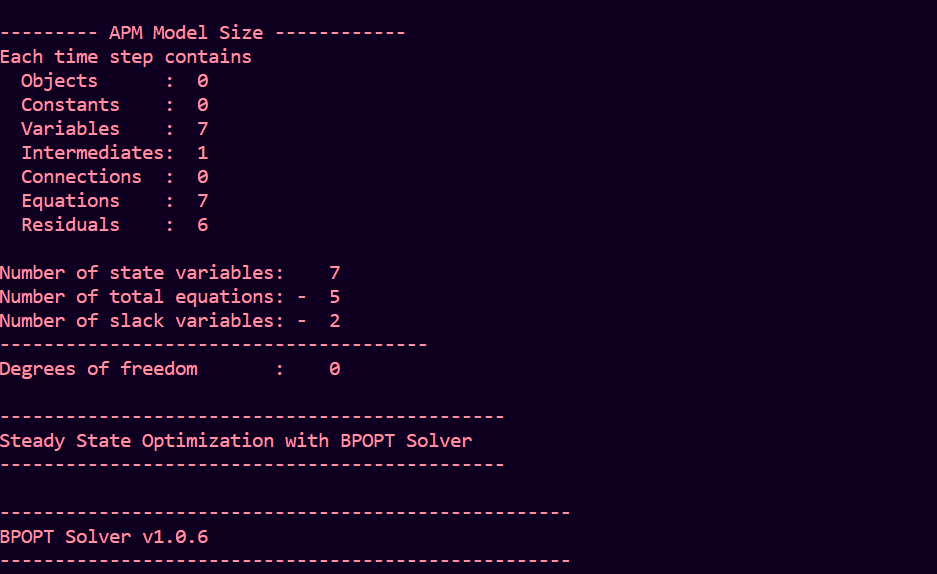 --------- APM Model Size ------------
Each time step contains
  Objects      :  0
  Constants    :  0
  Variables    :  7
  Intermediates:  1
  Connections  :  0
  Equations    :  7
  Residuals    :  6
Number of state variables:    7
Number of total equations: -  5
Number of slack variables: -  2
---------------------------------------
Degrees of freedom       :    0
----------------------------------------------
Steady State Optimization with BPOPT Solver
----------------------------------------------
----------------------------------------------------
BPOPT Solver v1.0.6
----------------------------------------------------